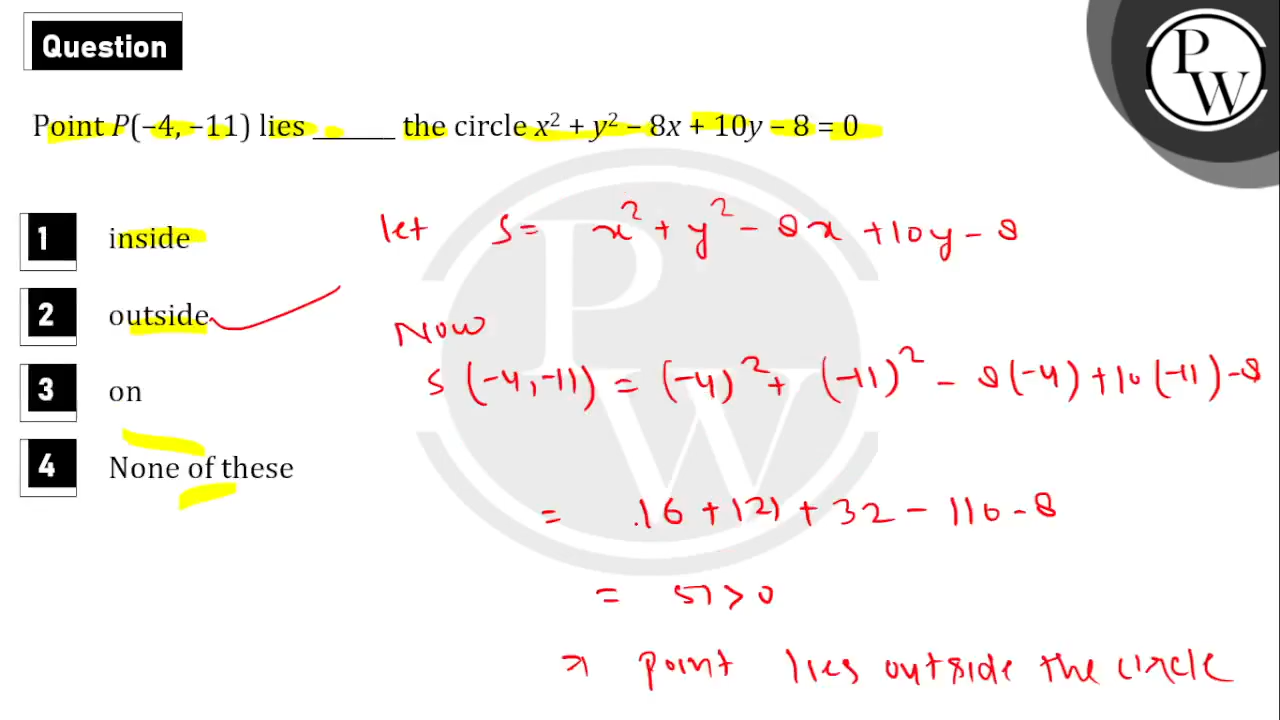 Question
P
W
Point P(–4, –11) lies ______ the circle x² + y² – 8x + 10y – 8 = 0
1 inside
2 outside
3 on
4 None of these
let S = x² + y² - 8x + 10y - 8
Now
S (-4, -11) = (-4)² + (-11)² - 8(-4) + 10(-11) - 8
= 16 + 121 + 32 - 110 - 8
= 51 > 0
⇒ point lies outside the circle